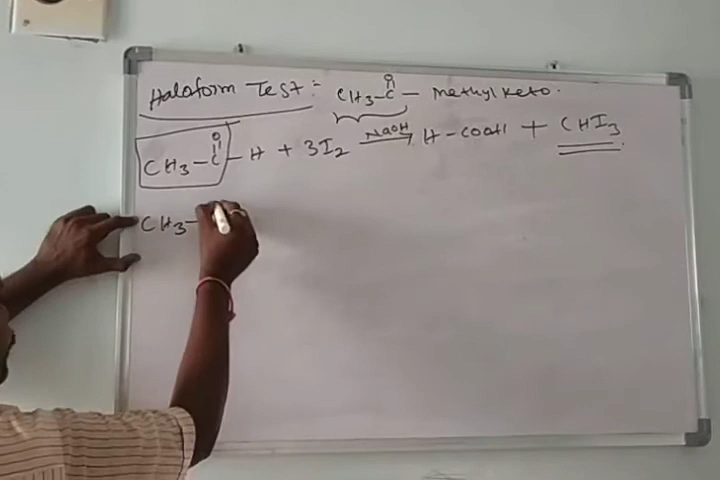 Haloform Test:- CH3-C- methyl keto.
O
||
CH3-C-H + 3I2 NaOH → H-COOH + CHI3
O
||
CH3-